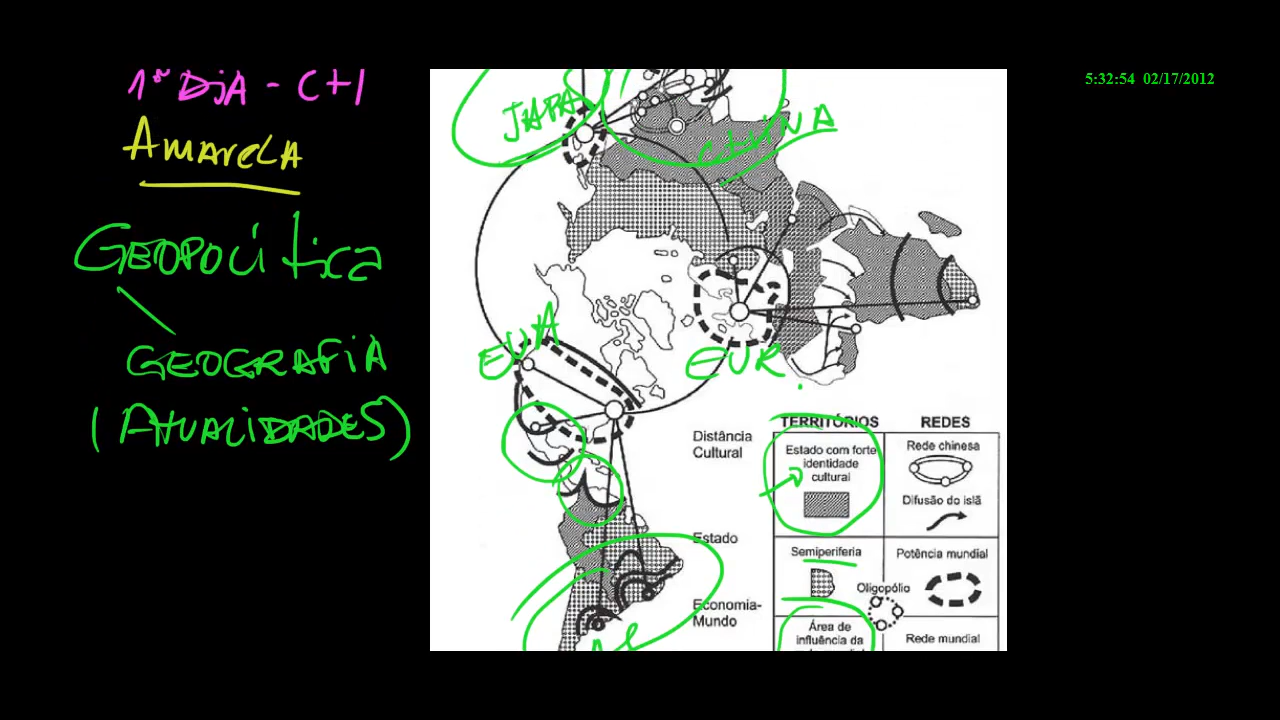 1º DIA - C+1
AMARELA
GEOPOLÍTICA
GEOGRAFIA
(ATUALIDADES)
5:32:54 02/17/2012
JAPÃO
CHINA
EUA
EUR.
TERRITÓRIOS REDES
Distância
Cultural
Estado com forte
identidade
cultural
Rede chinesa
Difusão do islã
Estado
Semiperiferia
Potência mundial
Oligopólio
Economia-
Mundo
Área de
influência da
Rede mundial